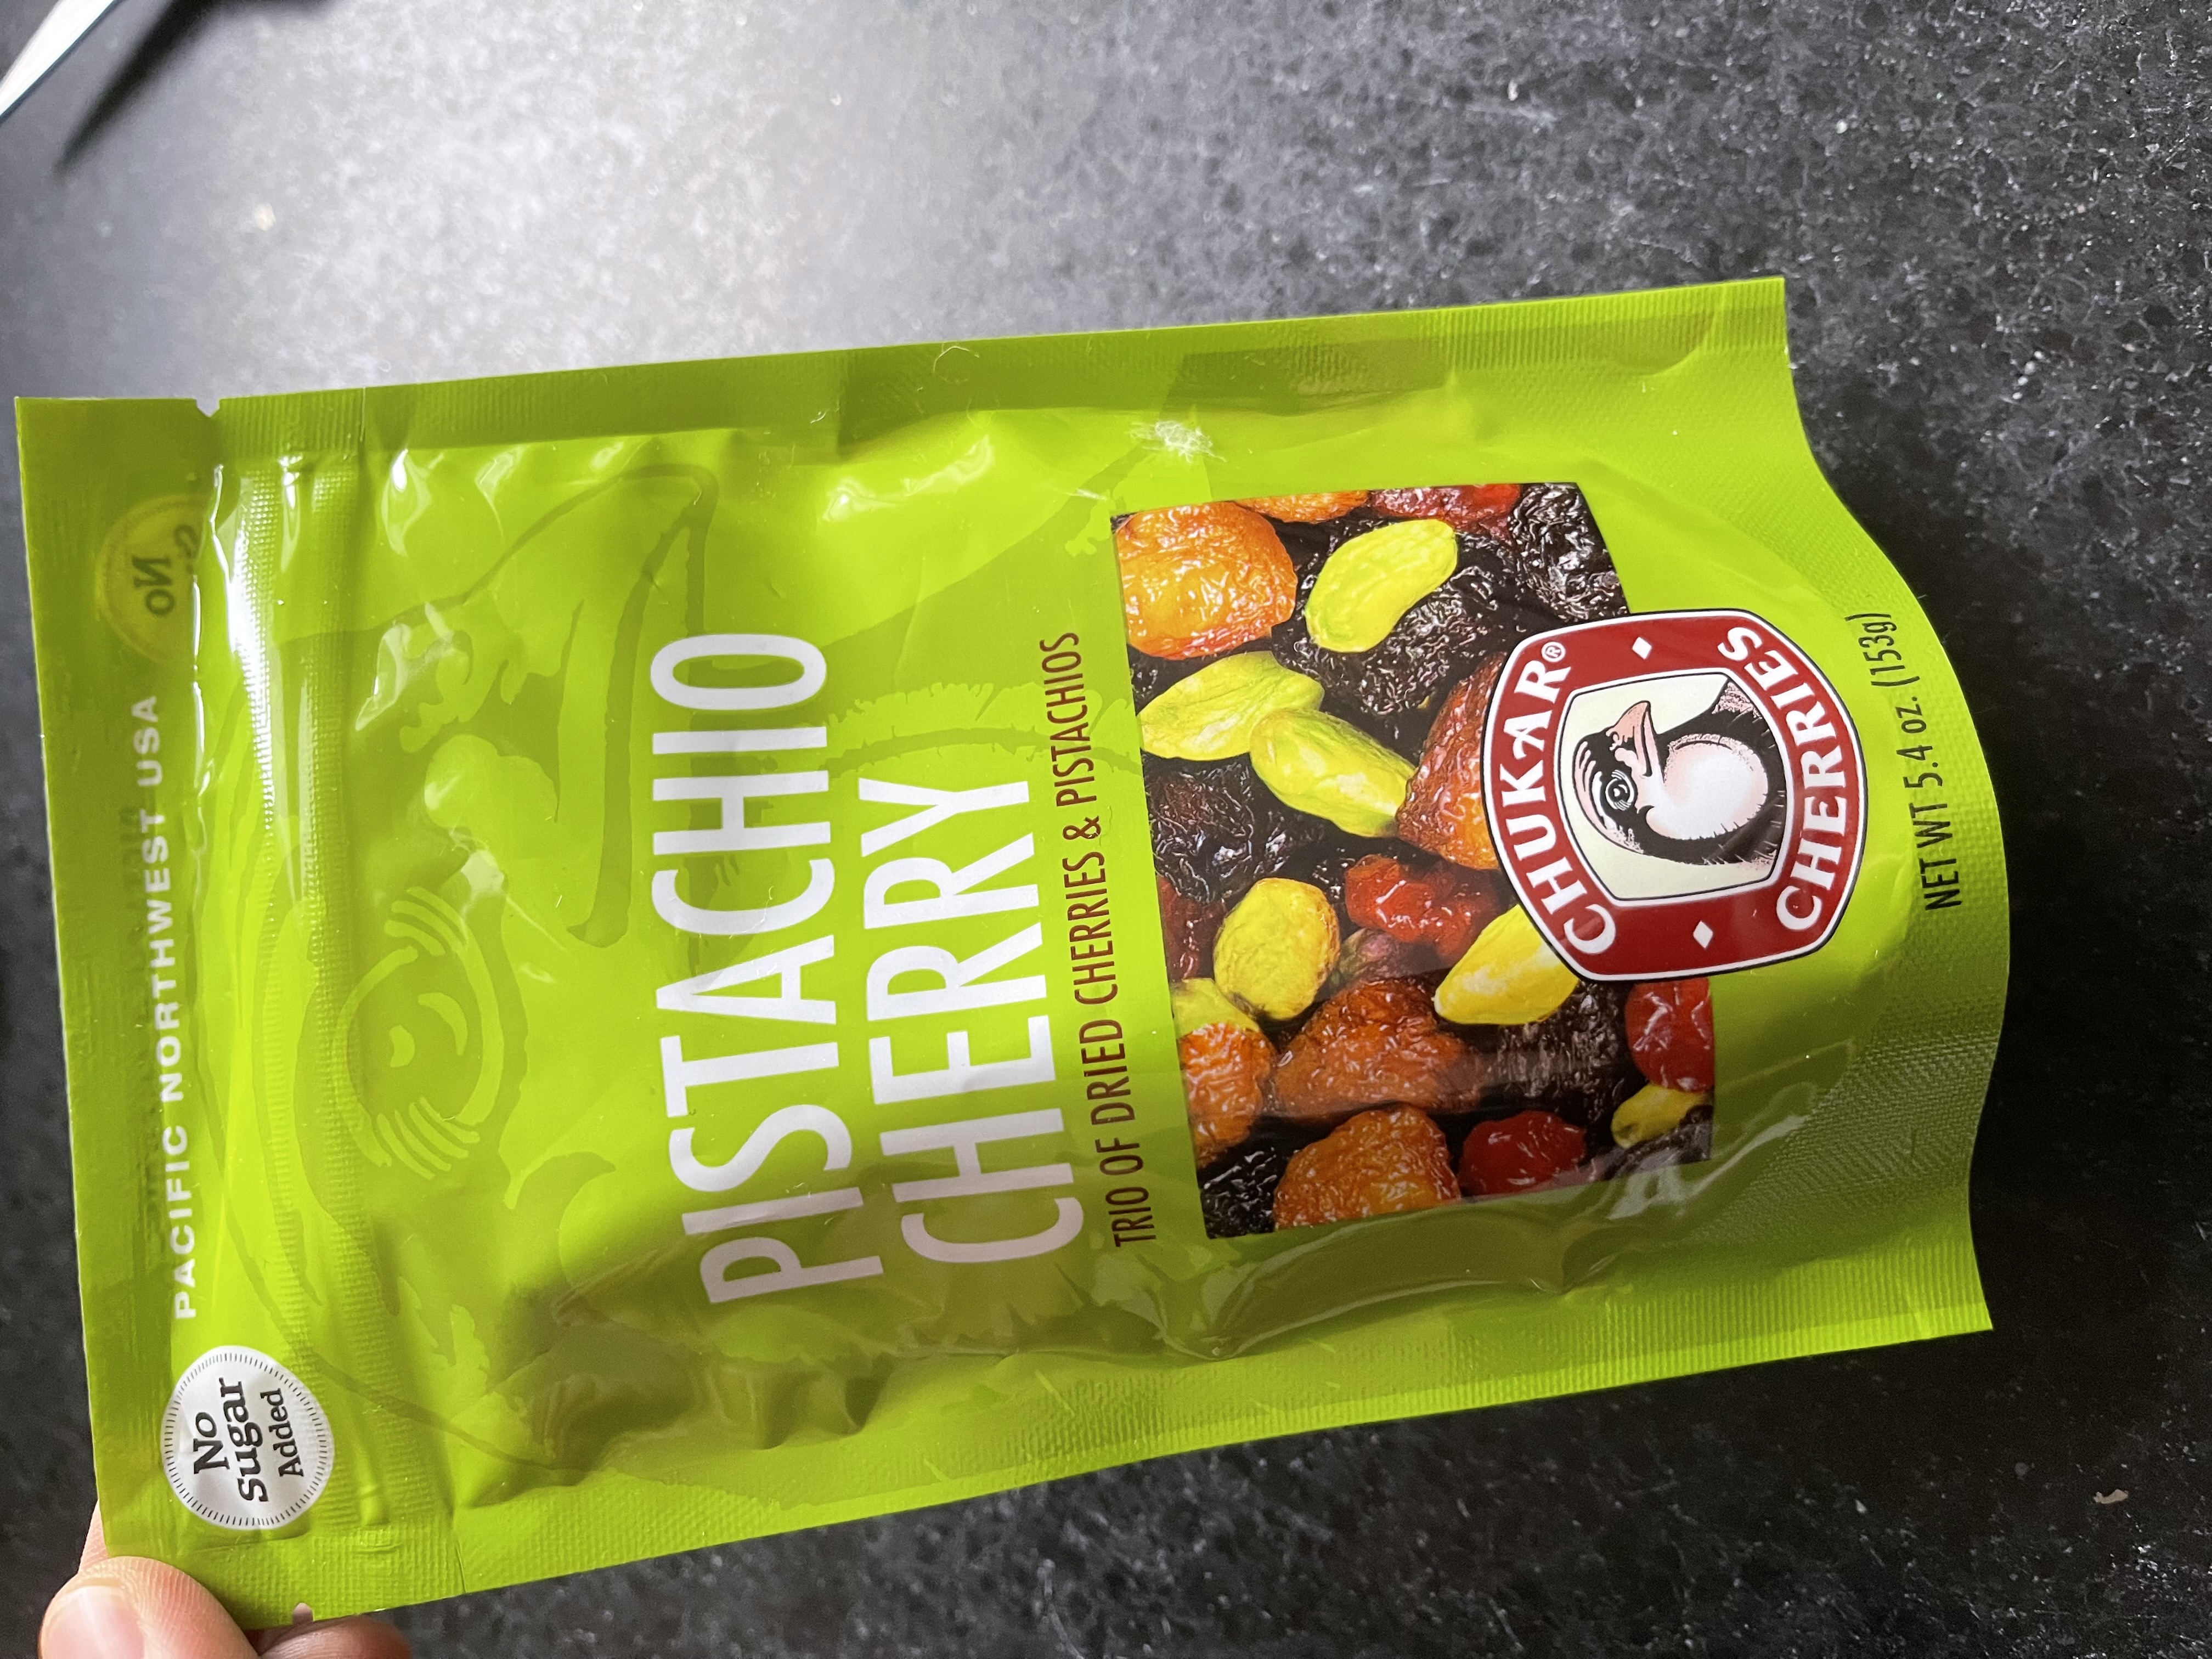 PACIFIC NORTHWEST USA
No
Sugar
Added
PISTACHIO
CHERRY
TRIO OF DRIED CHERRIES & PISTACHIOS
CHUKAR®
CHERRIES
NET WT 5.4 oz. (153g)